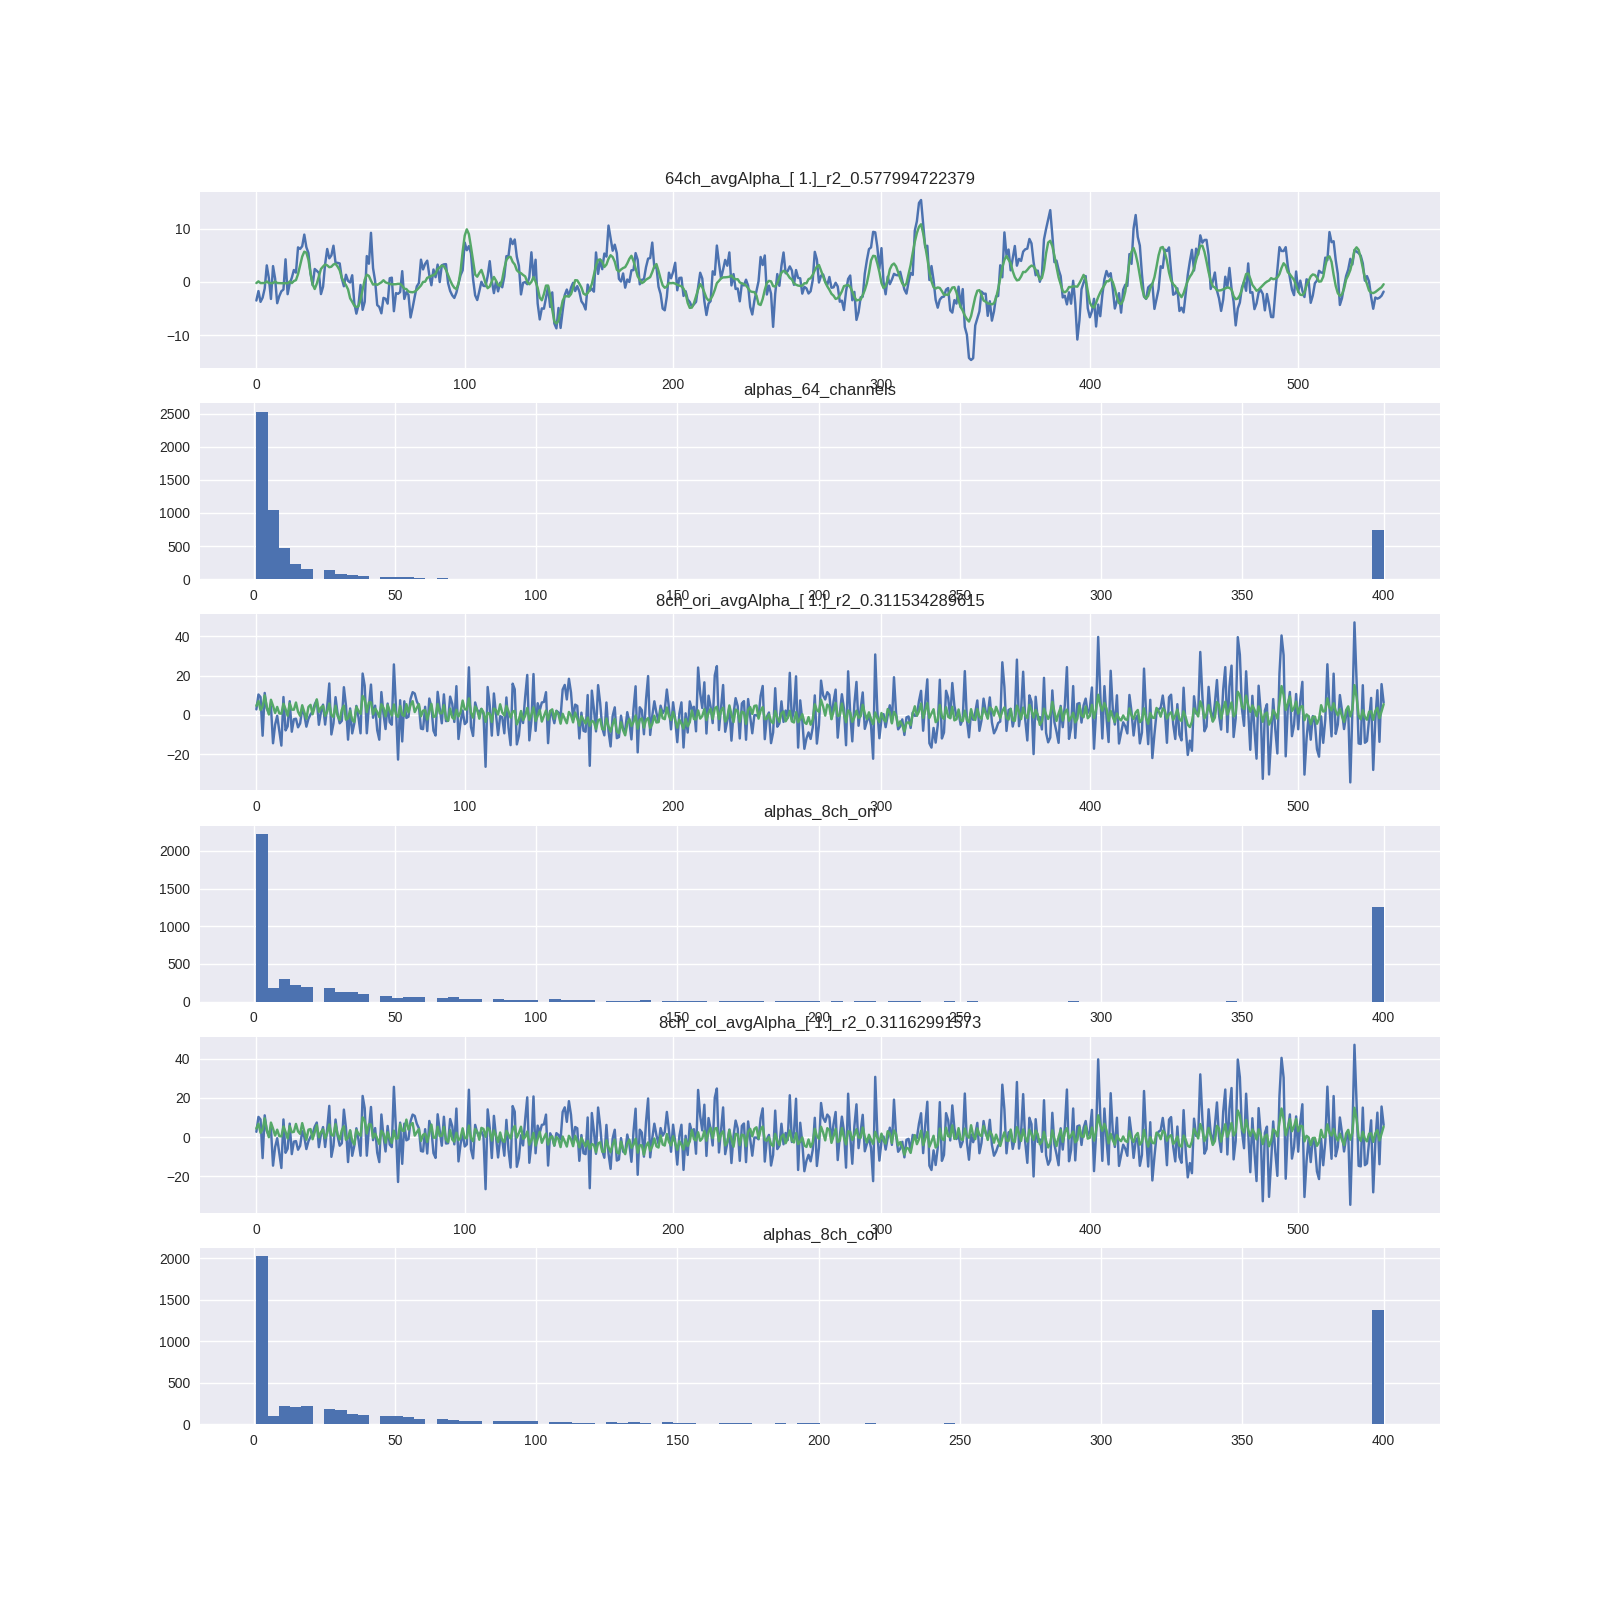 64ch_avgAlpha_[ 1.]_r2_0.577994722379
10
0
−10
0 100 200 300 400 500
alphas_64_channels
2500
2000
1500
1000
500
0
0 50 100 150 200 250 300 350 400
8ch_ori_avgAlpha_[ 1.]_r2_0.311534289615
40
20
0
−20
0 100 200 300 400 500
alphas_8ch_ori
2000
1500
1000
500
0
0 50 100 150 200 250 300 350 400
8ch_col_avgAlpha_[ 1.]_r2_0.31162991573
40
20
0
−20
0 100 200 300 400 500
alphas_8ch_col
2000
1500
1000
500
0
0 50 100 150 200 250 300 350 400